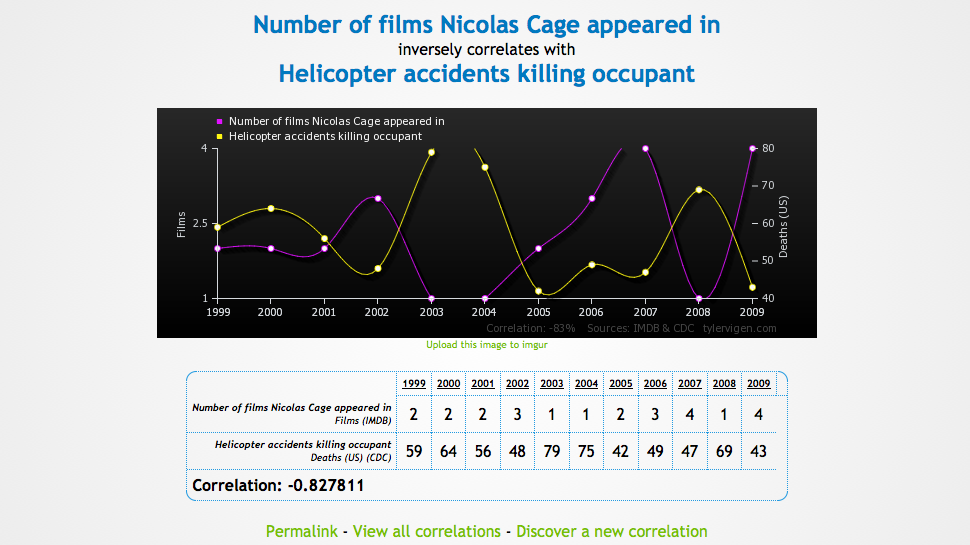 Number of films Nicolas Cage appeared in
inversely correlates with
Helicopter accidents killing occupant
Number of films Nicolas Cage appeared in
Helicopter accidents killing occupant
4
2.5
1
Films
80
70
60
50
40
Deaths (US)
1999 2000 2001 2002 2003 2004 2005 2006 2007 2008 2009
Correlation: -83% Sources: IMDB & CDC tylervigen.com
Upload this image to imgur
1999 2000 2001 2002 2003 2004 2005 2006 2007 2008 2009
Number of films Nicolas Cage appeared in
Films (IMDB)
2 2 2 3 1 1 2 3 4 1 4
Helicopter accidents killing occupant
Deaths (US) (CDC)
59 64 56 48 79 75 42 49 47 69 43
Correlation: -0.827811
Permalink - View all correlations - Discover a new correlation